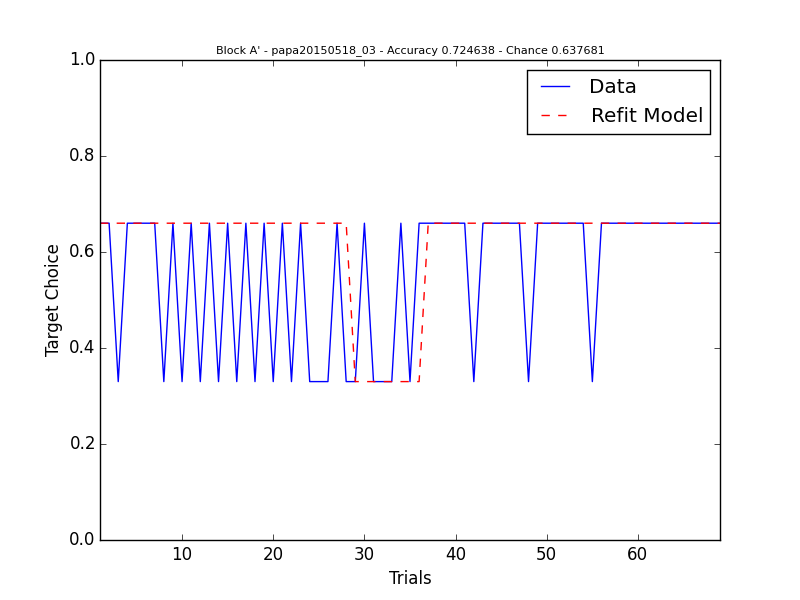 Block A' - papa20150518_03 - Accuracy 0.724638 - Chance 0.637681
1.0
0.8
0.6
0.4
0.2
0.0
Target Choice
Data
Refit Model
10 20 30 40 50 60
Trials